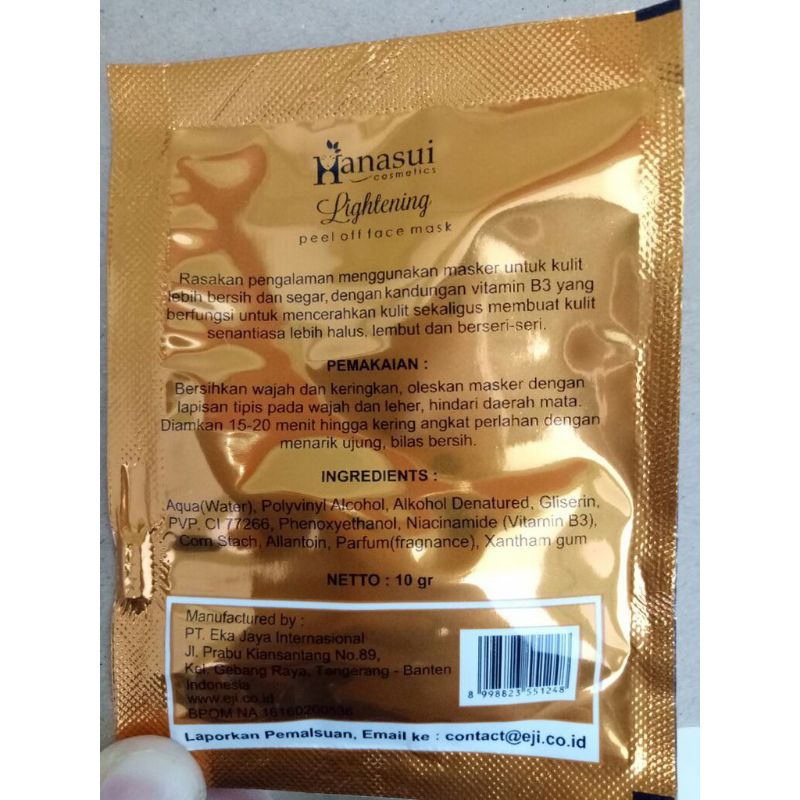 Hanasui
cosmetics
Lightening
peel off face mask
Rasakan pengalaman menggunakan masker untuk kulit
lebih bersih dan segar, dengan kandungan vitamin B3 yang
berfungsi untuk mencerahkan kulit sekaligus membuat kulit
senantiasa lebih halus, lembut dan berseri-seri.
PEMAKAIAN :
Bersihkan wajah dan keringkan, oleskan masker dengan
lapisan tipis pada wajah dan leher, hindari daerah mata.
Diamkan 15-20 menit hingga kering angkat perlahan dengan
menarik ujung, bilas bersih.
INGREDIENTS :
Aqua(Water), Polyvinyl Alcohol, Alkohol Denatured, Gliserin,
PVP, CI 77266, Phenoxyethanol, Niacinamide (Vitamin B3),
Corn Stach, Allantoin, Parfum(fragnance), Xantham gum
NETTO : 10 gr
Manufactured by :
PT. Eka Jaya Internasional
Jl. Prabu Kiansantang No.89,
Kel. Gebang Raya, Tangerang - Banten
Indonesia
www.eji.co.id
BPOM NA 18160200536
8 998823 551248
Laporkan Pemalsuan, Email ke : contact@eji.co.id